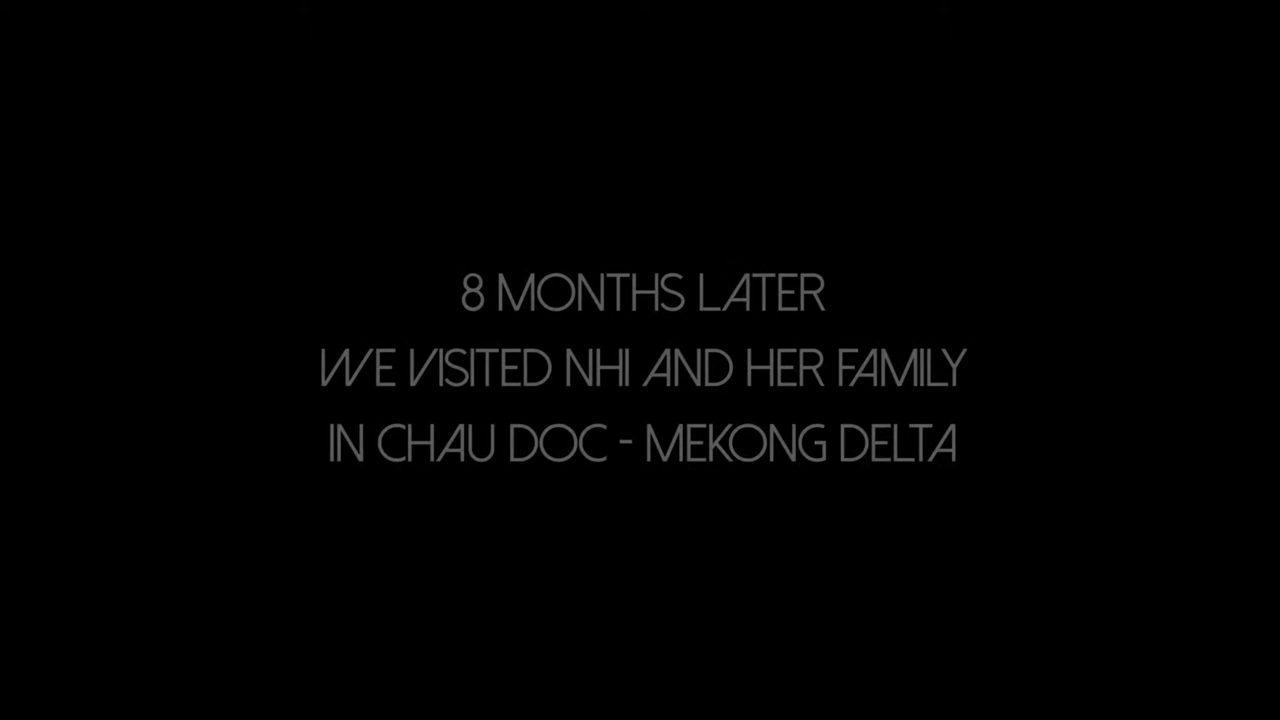 8 MONTHS LATER
WE VISITED NHI AND HER FAMILY
IN CHAU DOC - MEKONG DELTA